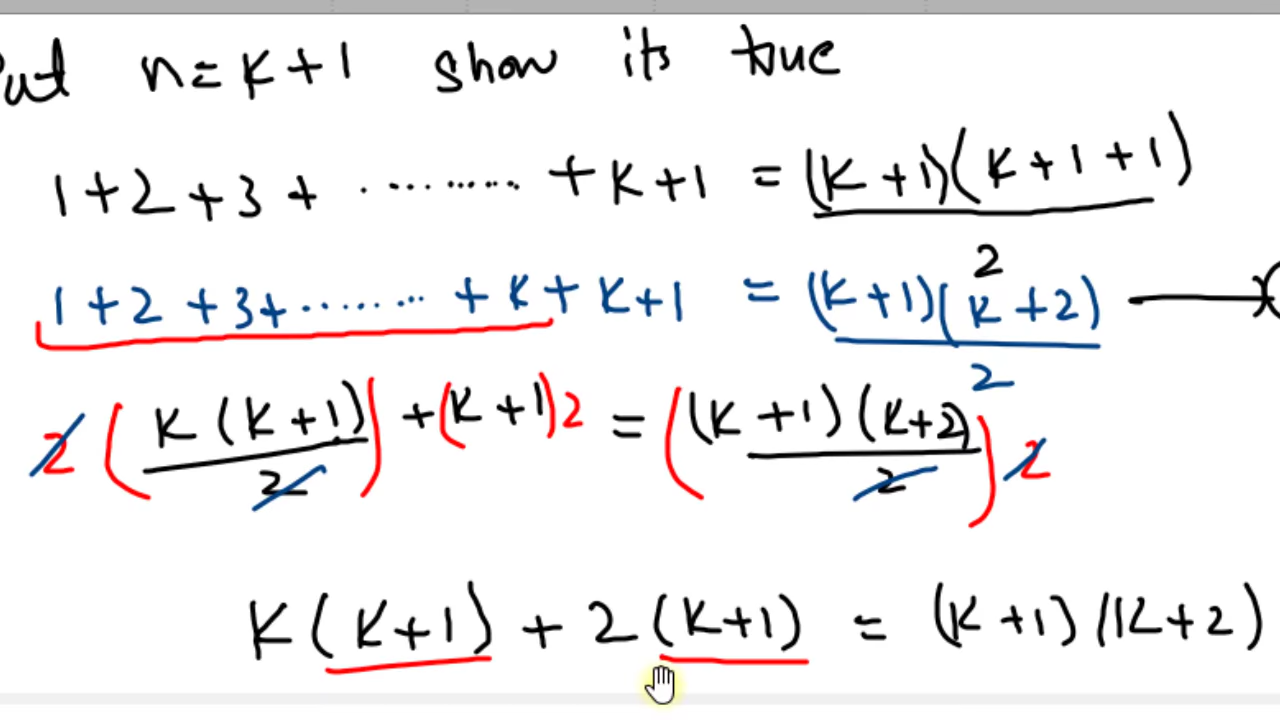 Put n=K+1 show its true
1+2+3+ .......... +K+1 = (K+1)(K+1+1)
2
1+2+3+........+K+K+1 = (K+1)(K+2)
2
2(K(K+1)/2)+(K+1)2 = ((K+1)(K+2)/2)2
K(K+1)+2(K+1) = (K+1)(K+2)